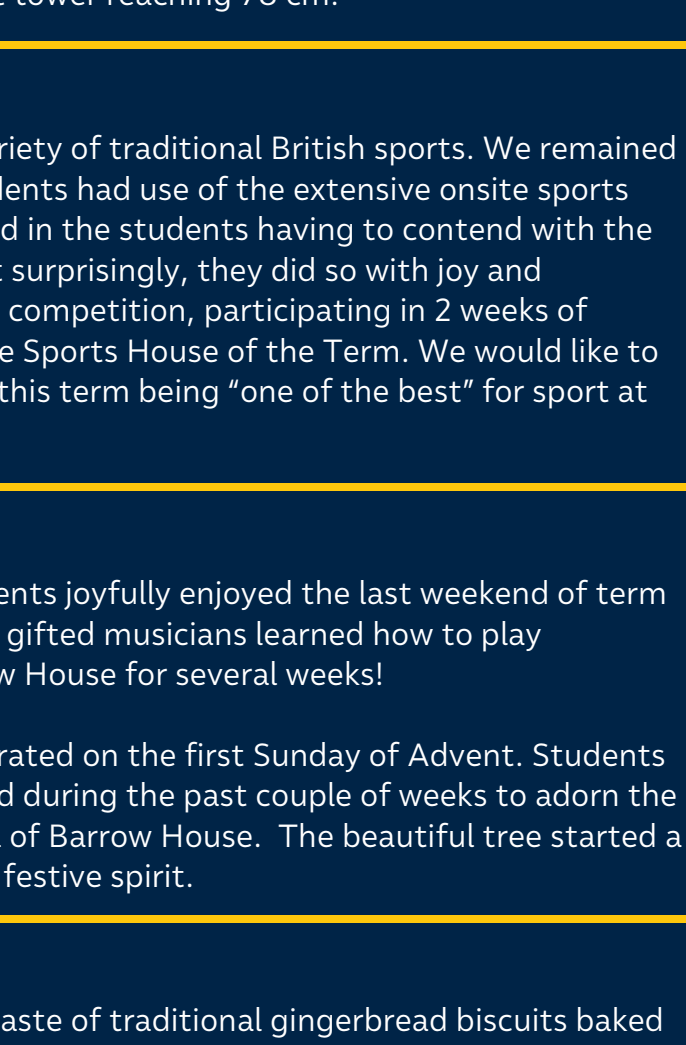 tower reaching 78 cm.
of traditional British sports. We remained
had use of the extensive onsite sports
in the students having to contend with the
surprisingly, they did so with joy and
competition, participating in 2 weeks of
Sports House of the Term. We would like to
this term being “one of the best” for sport at
joyfully enjoyed the last weekend of term
gifted musicians learned how to play
House for several weeks!
on the first Sunday of Advent. Students
during the past couple of weeks to adorn the
of Barrow House. The beautiful tree started a
festive spirit.
of traditional gingerbread biscuits baked